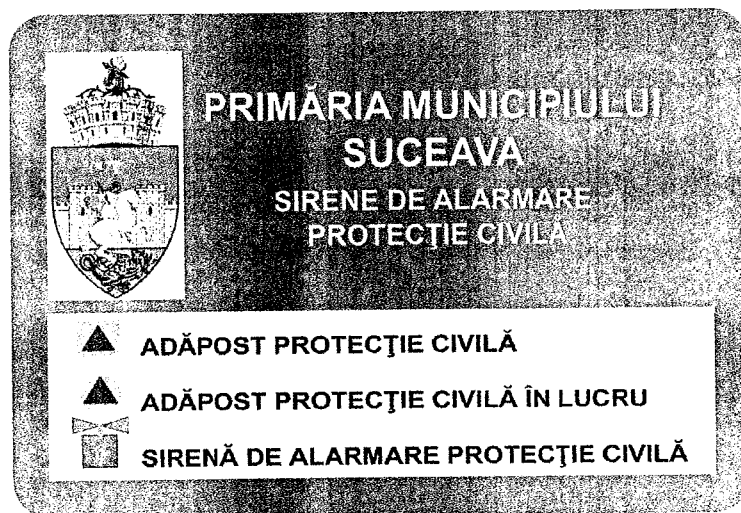 PRIMĂRIA MUNICIPIULUI
SUCEAVA
SIRENE DE ALARMARE
PROTECŢIE CIVILĂ
ADĂPOST PROTECŢIE CIVILĂ
ADĂPOST PROTECŢIE CIVILĂ ÎN LUCRU
SIRENĂ DE ALARMARE PROTECŢIE CIVILĂ